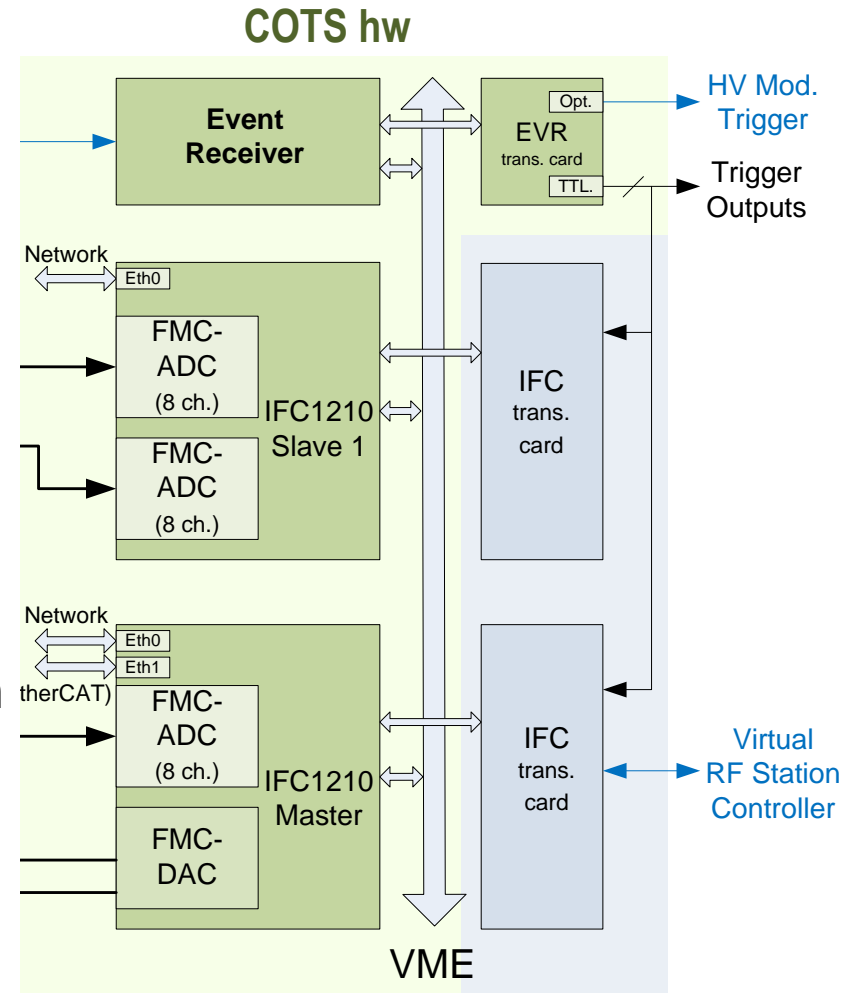 COTS hw
Event
Receiver
Opt.
EVR
trans. card
TTL.
HV Mod.
Trigger
Trigger
Outputs
Network
Eth0
FMC-
ADC
(8 ch.)
FMC-
ADC
(8 ch.)
IFC1210
Slave 1
IFC
trans.
card
Network
Eth0
Eth1
therCAT)
FMC-
ADC
(8 ch.)
FMC-
DAC
IFC1210
Master
IFC
trans.
card
Virtual
RF Station
Controller
VME